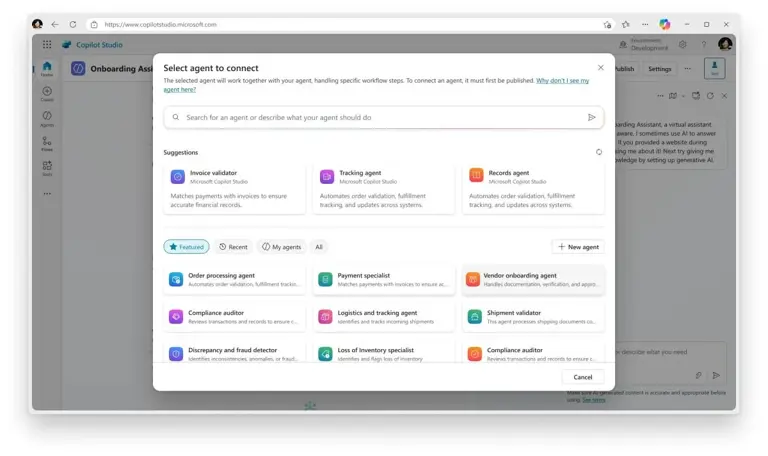 https://www.copilotstudio.microsoft.com
Copilot Studio
Environment
Development
Home
Create
Agents
Onboarding Assi
Publish
Settings
Test
Select agent to connect
The selected agent will work together with your agent, handling specific workflow steps. To connect an agent, it must first be published. Why don't I see my
agent here?
Search for an agent or describe what your agent should do
Suggestions
Invoice validator
Microsoft Copilot Studio
Matches payments with invoices to ensure
accurate financial records.
Tracking agent
Microsoft Copilot Studio
Automates order validation, fulfillment
tracking, and updates across systems.
Records agent
Microsoft Copilot Studio
Automates order validation, fulfillment
tracking, and updates across systems.
Featured
Recent
My agents
All
New agent
Order processing agent
Automates order validation, fulfillment trackin...
Payment specialist
Matches payments with invoices to ensure ac...
Vendor onboarding agent
Handles documentation, verification, and appro...
Compliance auditor
Reviews transactions and records to ensure c...
Logistics and tracking agent
Identifies and tracks incoming shipments
Shipment validator
This agent processes shipping documents co...
Discrepancy and fraud detector
Identifies inconsistencies, anomalies, or fraud...
Loss of Inventory specialist
Identifies and flags loss of inventory
Compliance auditor
Reviews transactions and records to ensure c...
Cancel
arding Assistant, a virtual assistant
aware, I sometimes use AI to answer
If you provided a website during
sing me about it! Next try giving me
owledge by setting up generative AI.
or describe what you need
Make sure AI-generated content is accurate and appropriate before
using. See terms